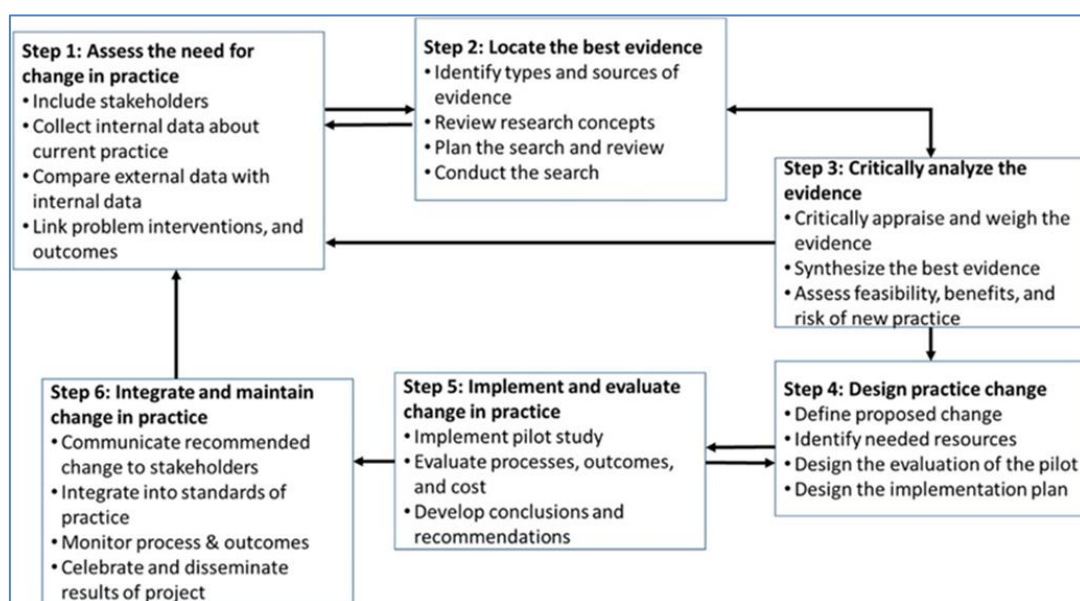 Step 1: Assess the need for
change in practice
• Include stakeholders
• Collect internal data about
current practice
• Compare external data with
internal data
• Link problem interventions, and
outcomes
Step 2: Locate the best evidence
• Identify types and sources of
evidence
• Review research concepts
• Plan the search and review
• Conduct the search
Step 3: Critically analyze the
evidence
• Critically appraise and weigh the
evidence
• Synthesize the best evidence
• Assess feasibility, benefits, and
risk of new practice
Step 4: Design practice change
• Define proposed change
• Identify needed resources
• Design the evaluation of the pilot
• Design the implementation plan
Step 5: Implement and evaluate
change in practice
• Implement pilot study
• Evaluate processes, outcomes,
and cost
• Develop conclusions and
recommendations
Step 6: Integrate and maintain
change in practice
• Communicate recommended
change to stakeholders
• Integrate into standards of
practice
• Monitor process & outcomes
• Celebrate and disseminate
results of project